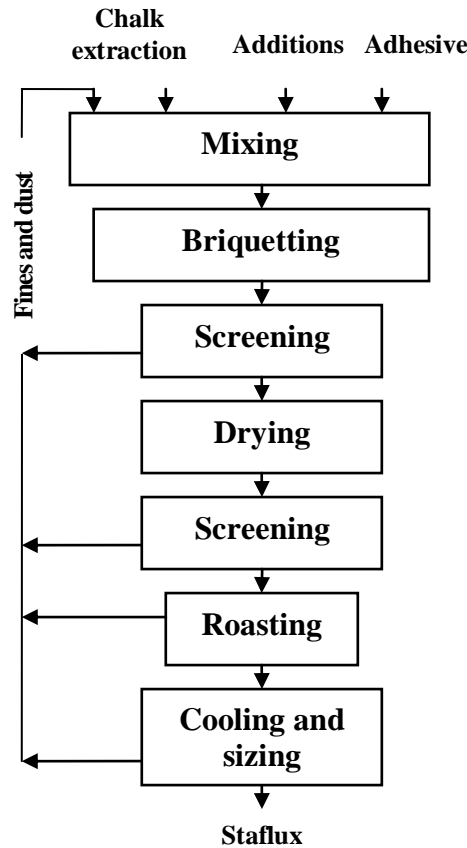 Chalk
extraction
Additions
Adhesive
Fines and dust
Mixing
Briquetting
Screening
Drying
Screening
Roasting
Cooling and
sizing
Staflux